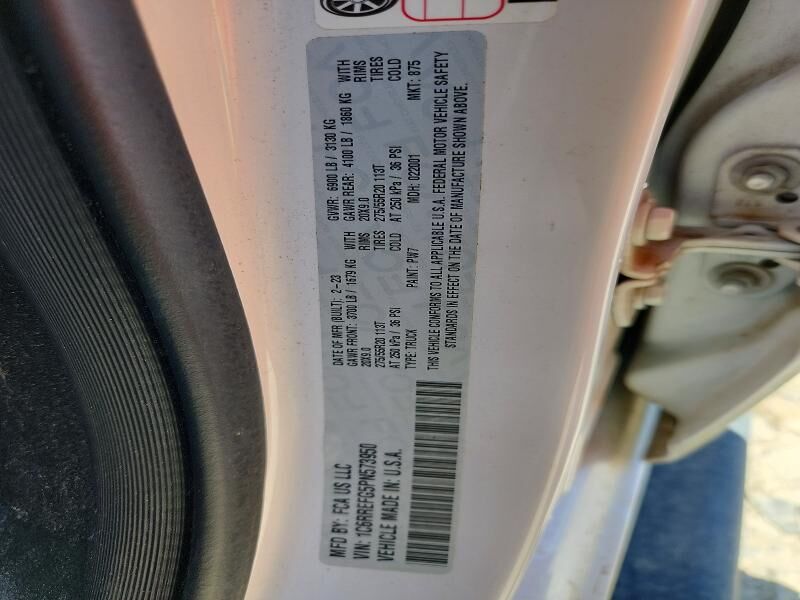 MFD BY: FCA US LLC
DATE OF MFR (BUILT): 2-23
GVWR: 6900 LB / 3130 KG
VIN: 1C6RREFG5PN573950
GAWR FRONT: 3700 LB / 1679 KG WITH
GAWR REAR: 4100 LB / 1860 KG WITH
VEHICLE MADE IN: U.S.A.
20X9.0 RIMS
20X9.0 RIMS
275/55R20 113T TIRES
275/55R20 113T TIRES
AT 250 kPa / 36 PSI COLD
AT 250 kPa / 36 PSI COLD
TYPE: TRUCK PAINT: PW7 MDH: 022001 MKT: 875
THIS VEHICLE CONFORMS TO ALL APPLICABLE U.S.A. FEDERAL MOTOR VEHICLE SAFETY
STANDARDS IN EFFECT ON THE DATE OF MANUFACTURE SHOWN ABOVE.